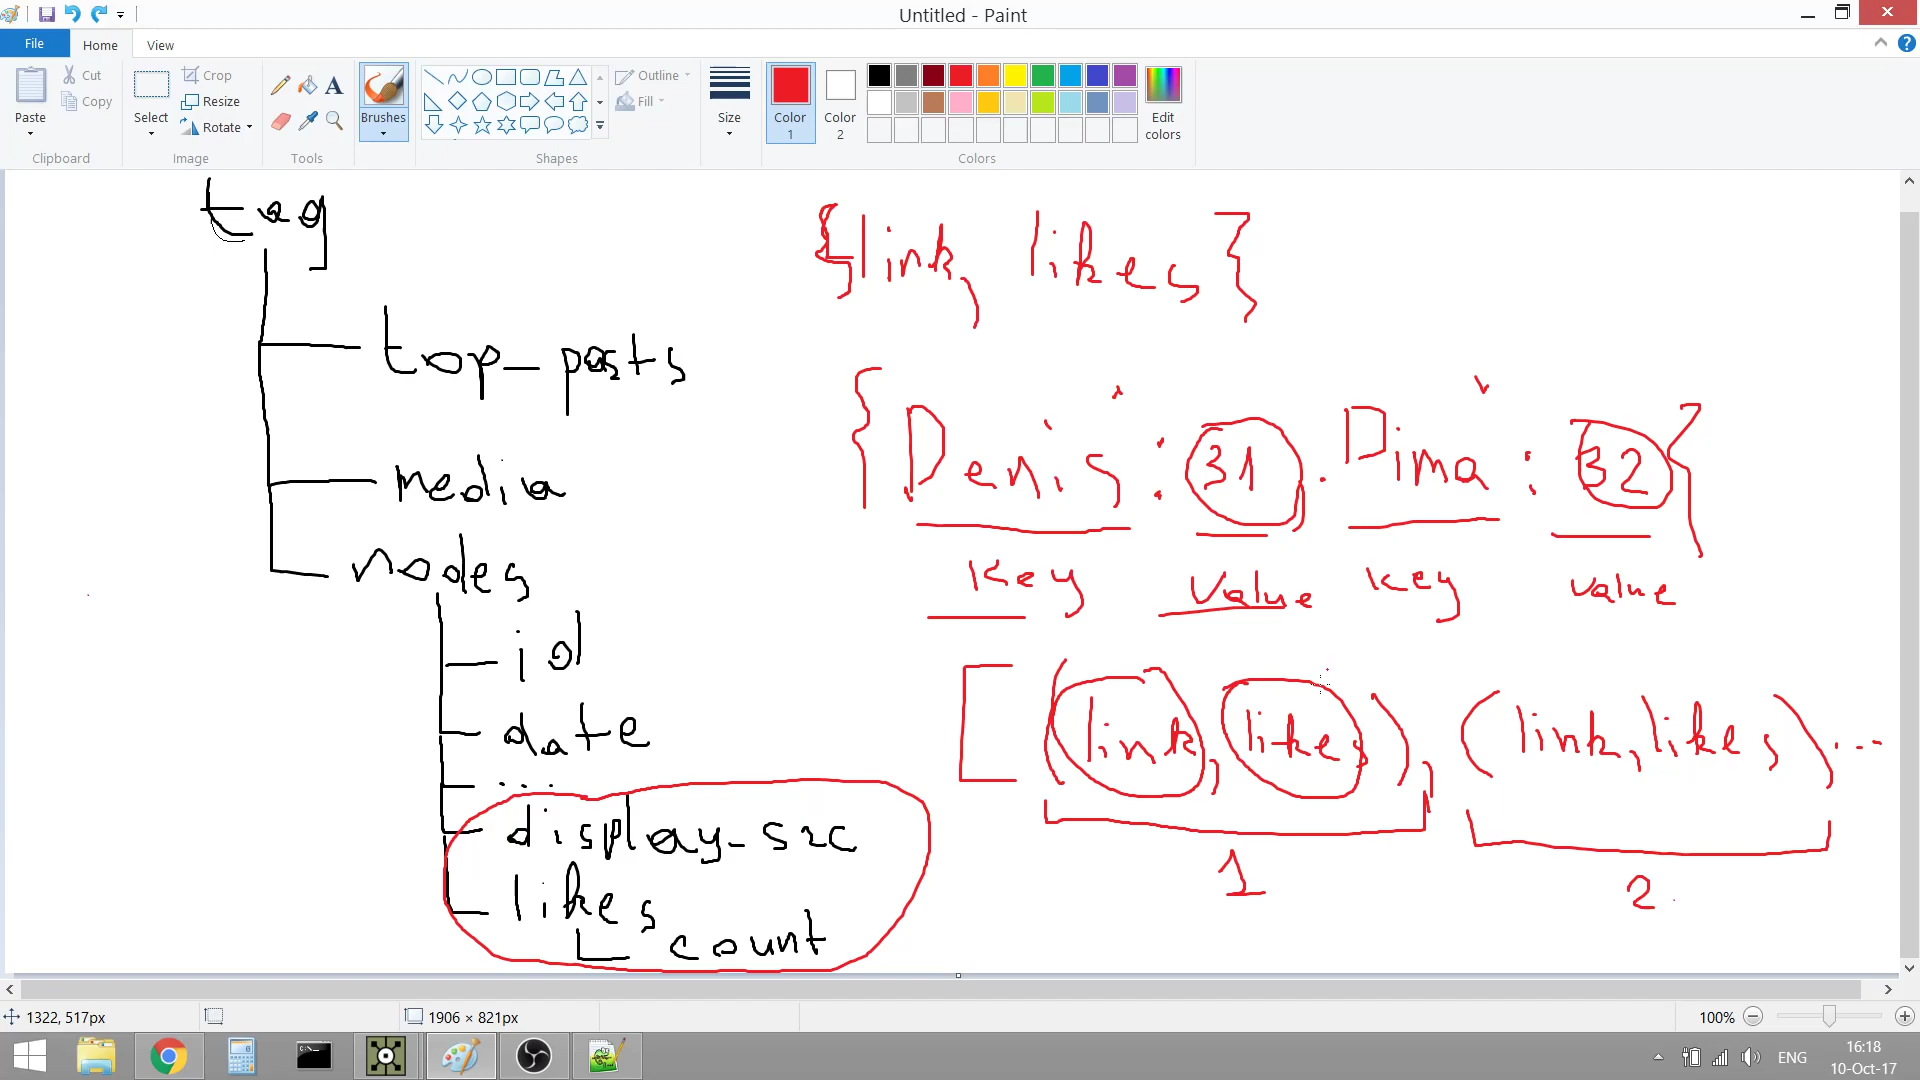 Untitled - Paint
File
Home
View
Paste
Cut
Copy
Clipboard
Select
Crop
Resize
Rotate
Image
A
Tools
Brushes
Shapes
Outline
Fill
Size
Color 1
Color 2
Edit colors
Colors
tag
top_posts
media
nodes
id
date
...
display_src
likes
count
{link, likes}
{Denis : 31, Dima : 32}
key value key value
[(link, likes), (link, likes)...
1 2
1322, 517px
1906 × 821px
100%
ENG
16:18
10-Oct-17